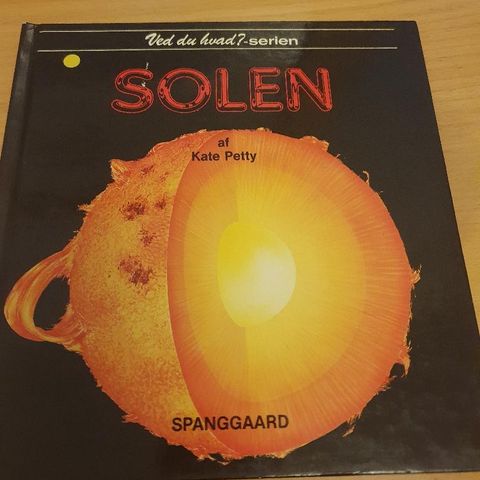 Ved du hvad?-serien
SOLEN
af
Kate Petty
SPANGGAARD